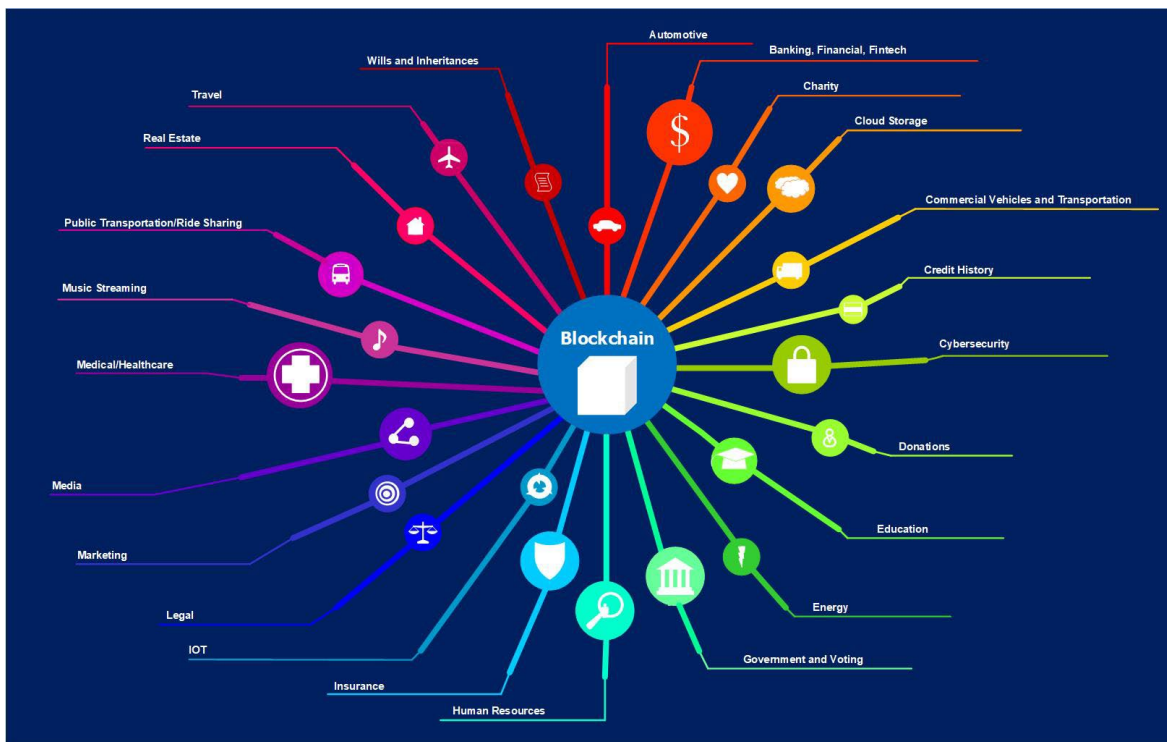 Automotive
Banking, Financial, Fintech
Wills and Inheritances
Charity
Travel
Cloud Storage
Real Estate
Commercial Vehicles and Transportation
Public Transportation/Ride Sharing
Credit History
Music Streaming
Blockchain
Cybersecurity
Medical/Healthcare
Donations
Media
Education
Marketing
Energy
Legal
IOT
Government and Voting
Insurance
Human Resources
$